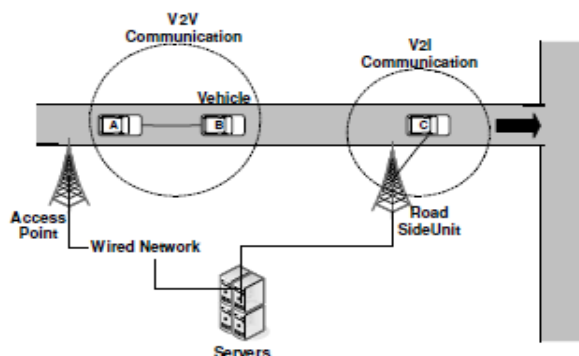 V2V
Communication
V2I
Communication
Vehicle
A
B
C
Access
Point
Road
SideUnit
Wired Network
Servers